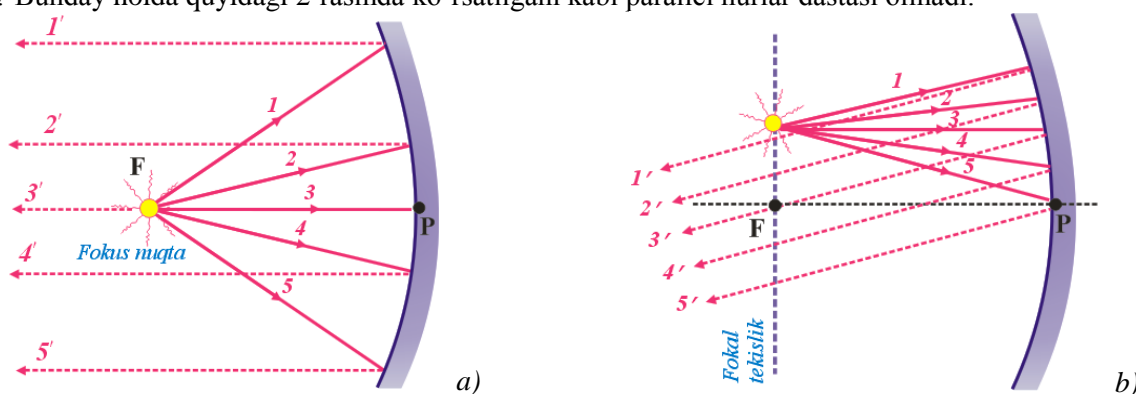 Bunday holda quyidagi 2-rasmda ko‘rsatilgani kabi parallel nurlar dastasi olinadi.
1′
1
2′
2
F
3′
3
P
4
4′
Fokus nuqta
5
5′
a)
1
2
3
4
5
1′
2′
F
P
3′
4′
5′
Fokal
tekislik
b)